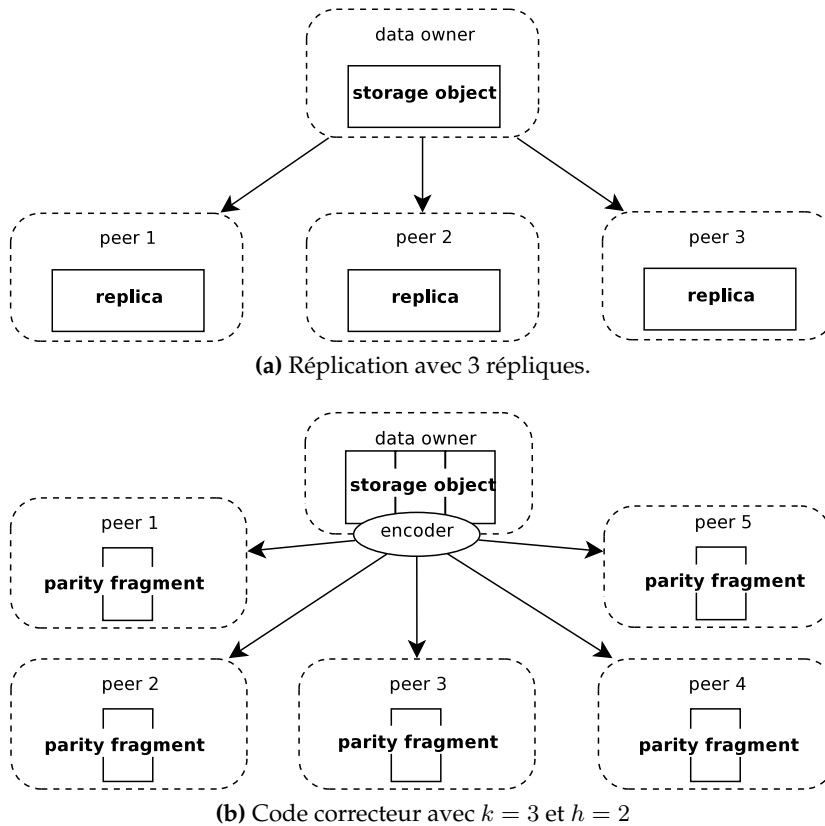 data owner
storage object
peer 1
peer 2
peer 3
replica
replica
replica
(a) Réplication avec 3 répliques.
data owner
storage object
encoder
peer 1
parity fragment
peer 5
parity fragment
peer 2
peer 3
peer 4
parity fragment
parity fragment
parity fragment
(b) Code correcteur avec k = 3 et h = 2